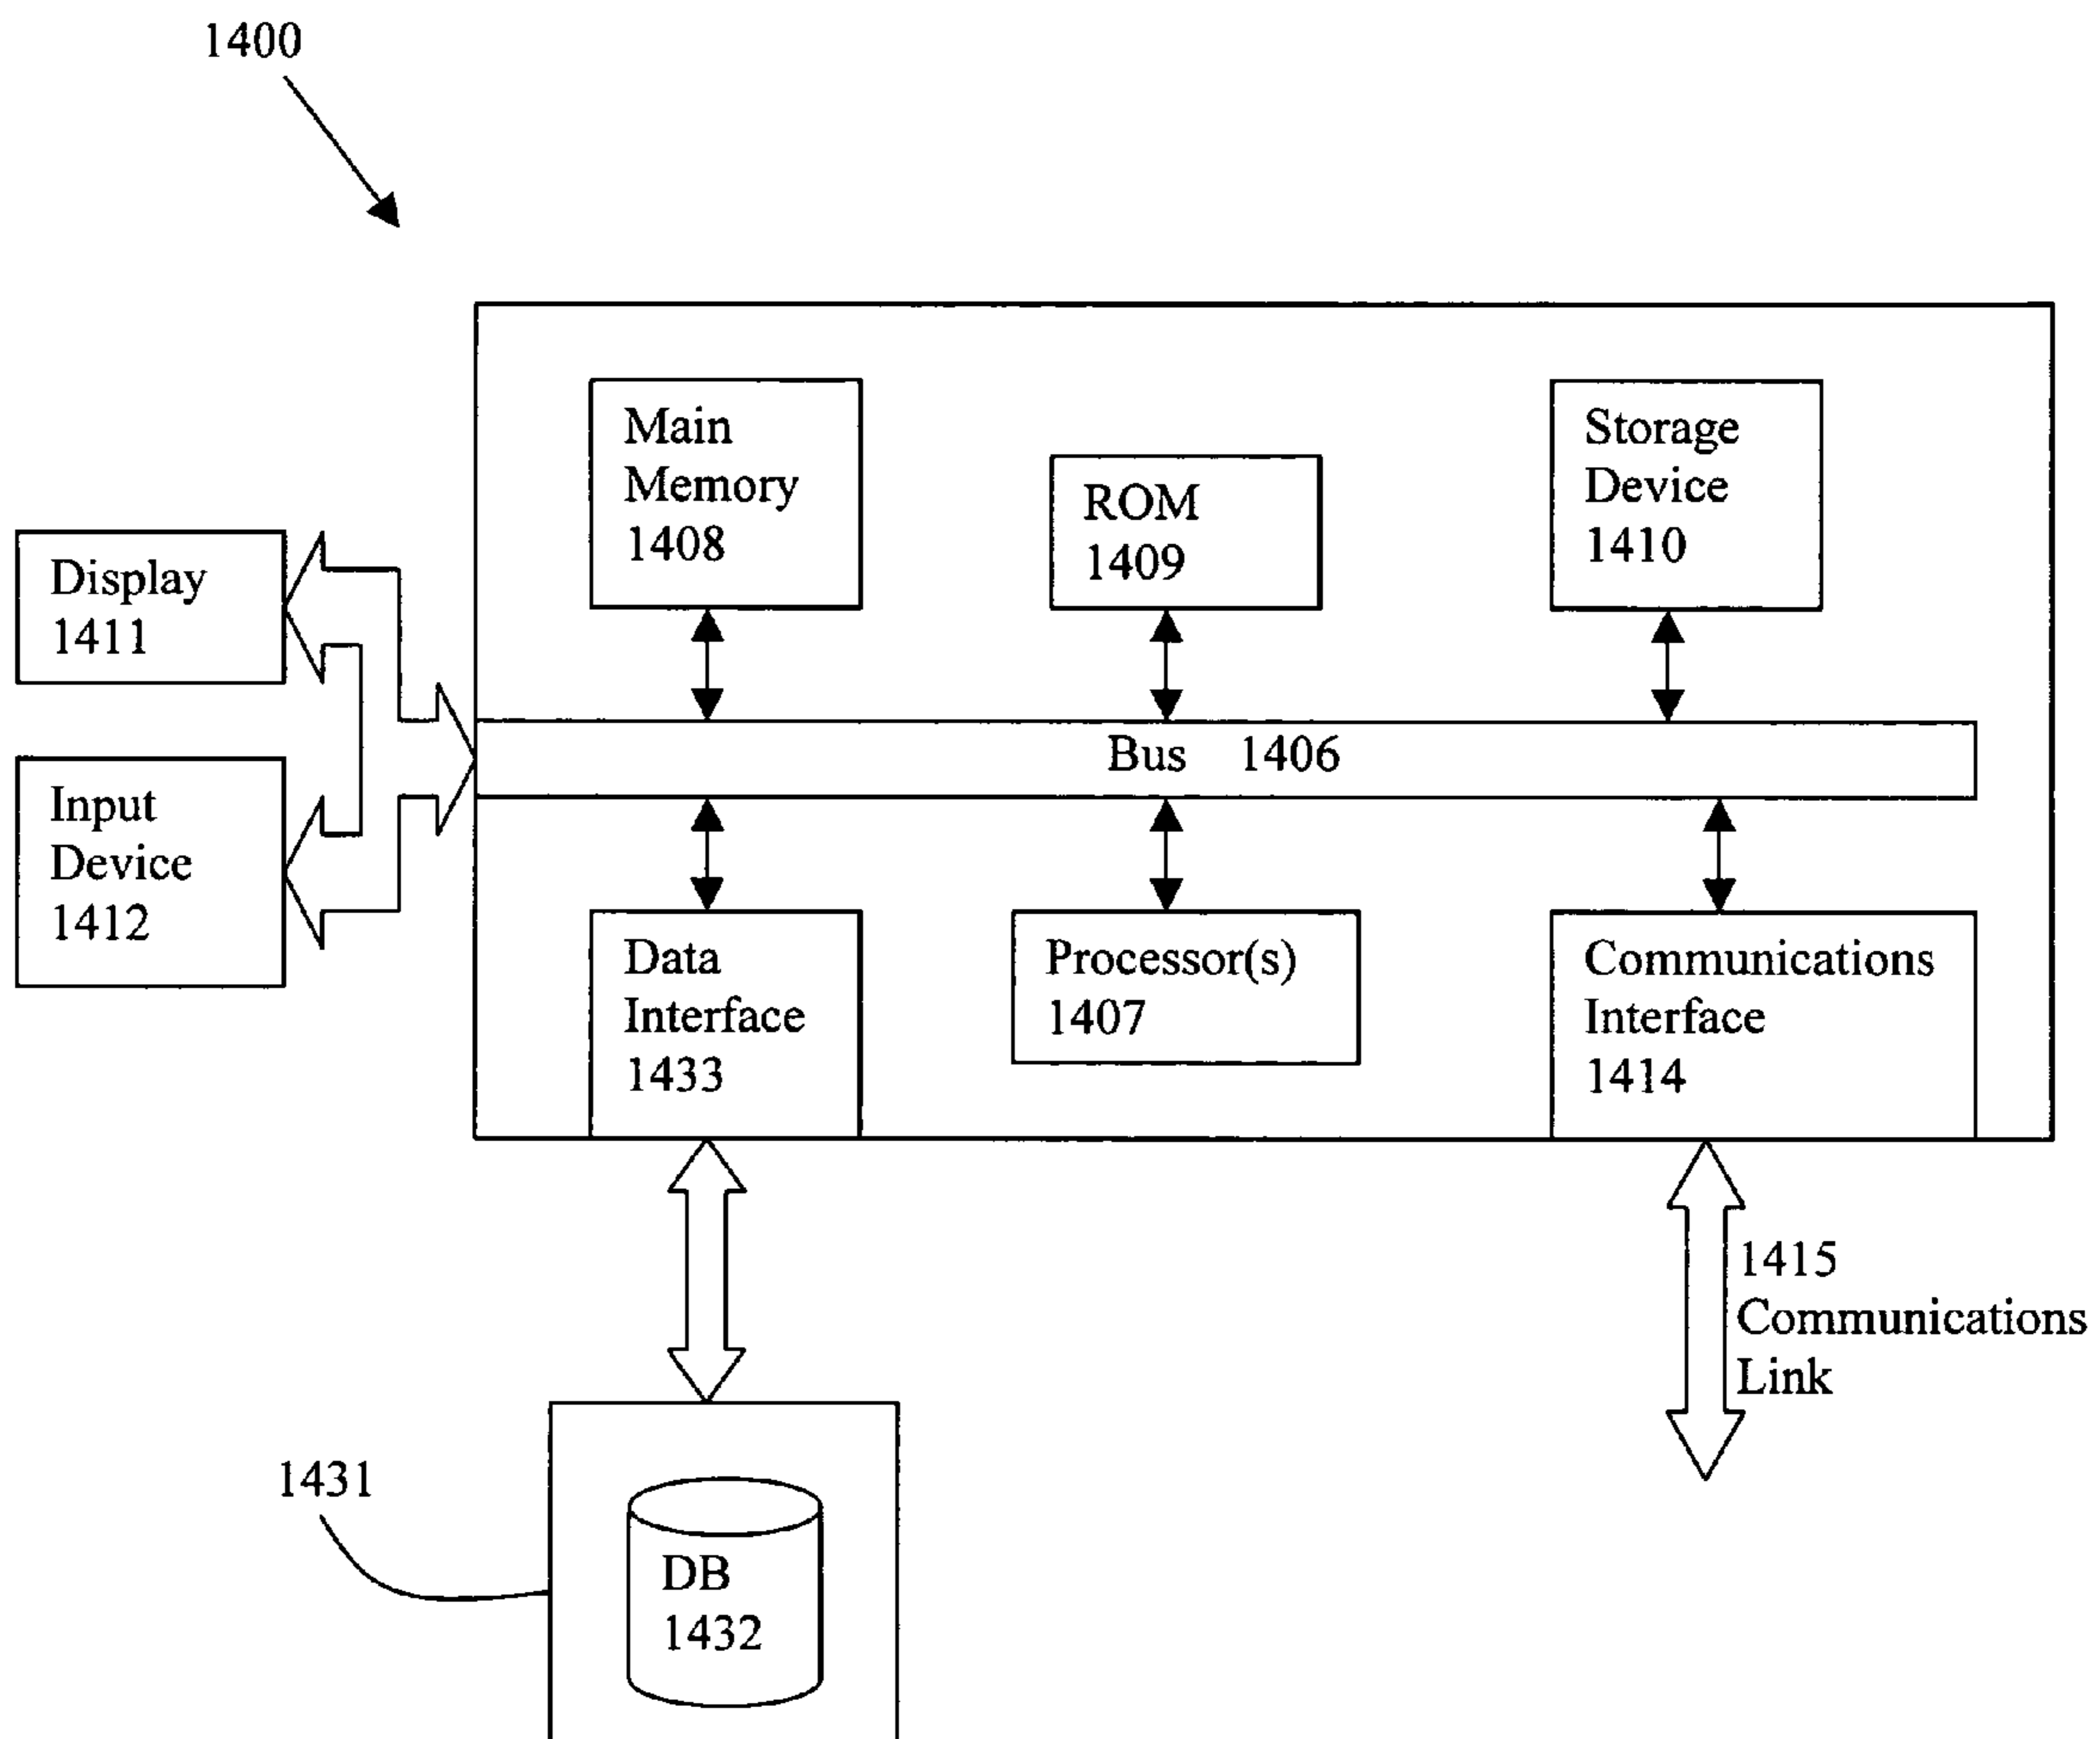 1400
Main
Memory
1408
ROM
1409
Storage
Device
1410
Display
1411
Bus 1406
Input
Device
1412
Data
Interface
1433
Processor(s)
1407
Communications
Interface
1414
1415
Communications
Link
1431
DB
1432